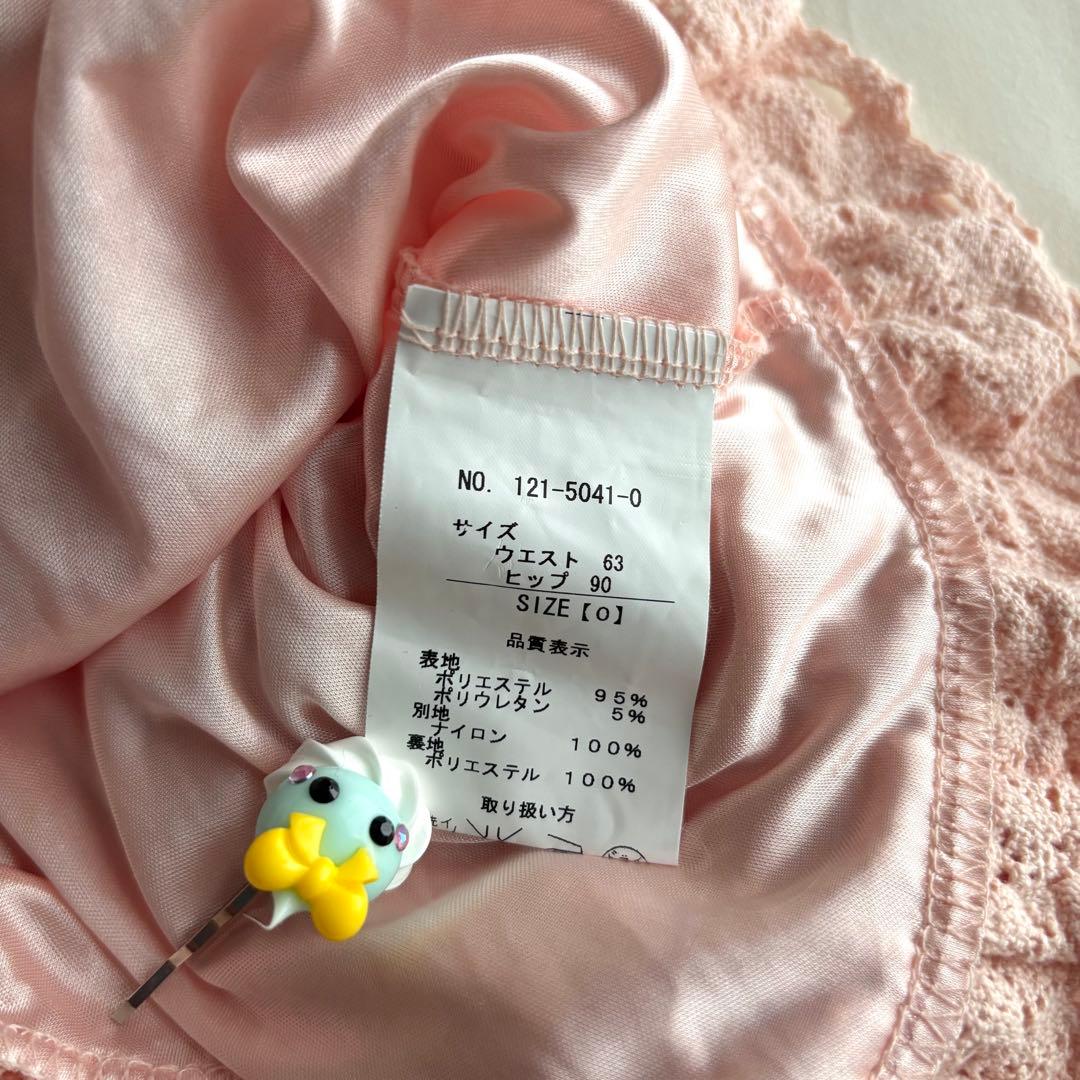 NO. 121-5041-0
サイズ
ウエスト 63
ヒップ 90
SIZE【0】
品質表示
表地
ポリエステル 95%
ポリウレタン 5%
別地
ナイロン 100%
裏地
ポリエステル 100%
取り扱い方